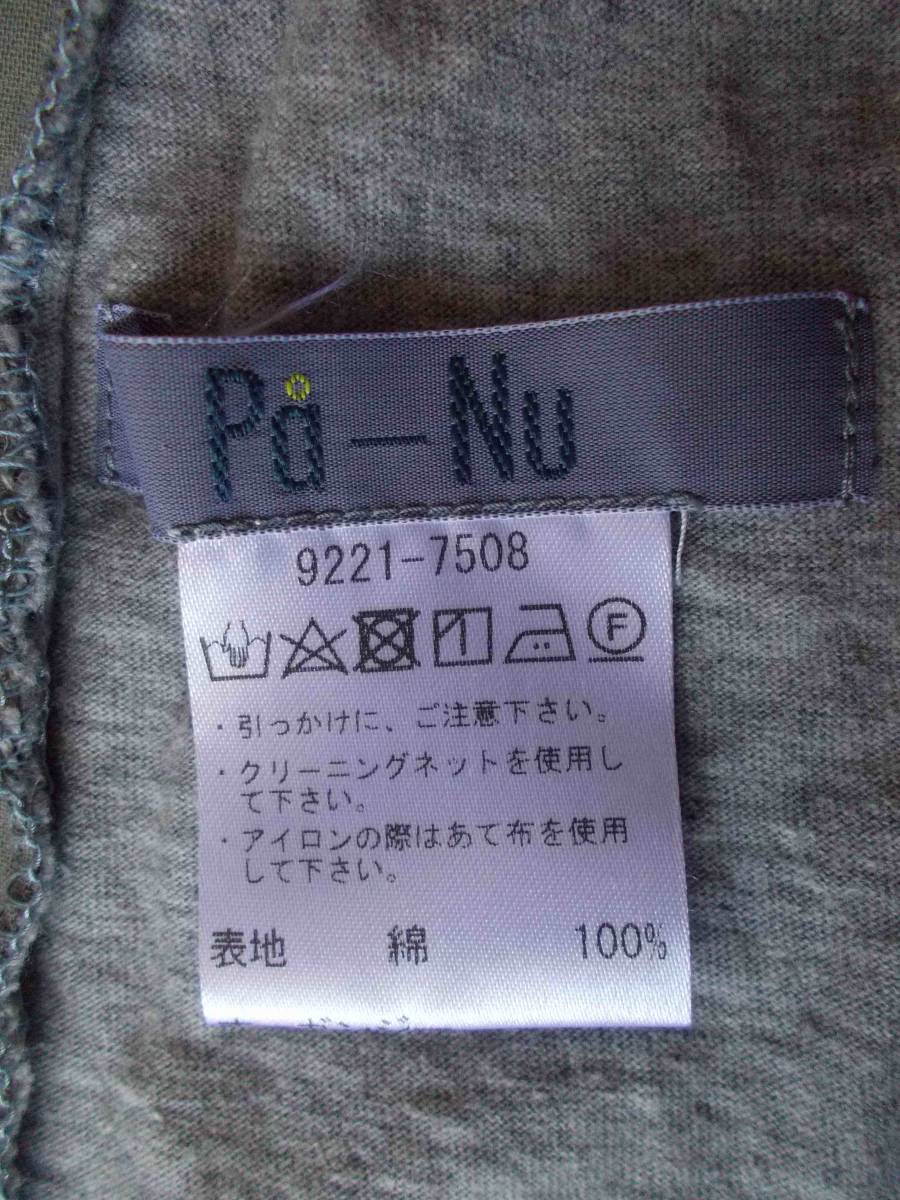 På-Nu
9221-7508
F
・引っかけに、ご注意下さい。
・クリーニングネットを使用し
て下さい。
・アイロンの際はあて布を使用
して下さい。
表地 綿 100%